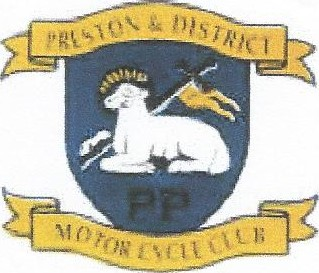 PRESTON & DISTRICT
PP
MOTOR CYCLE CLUB